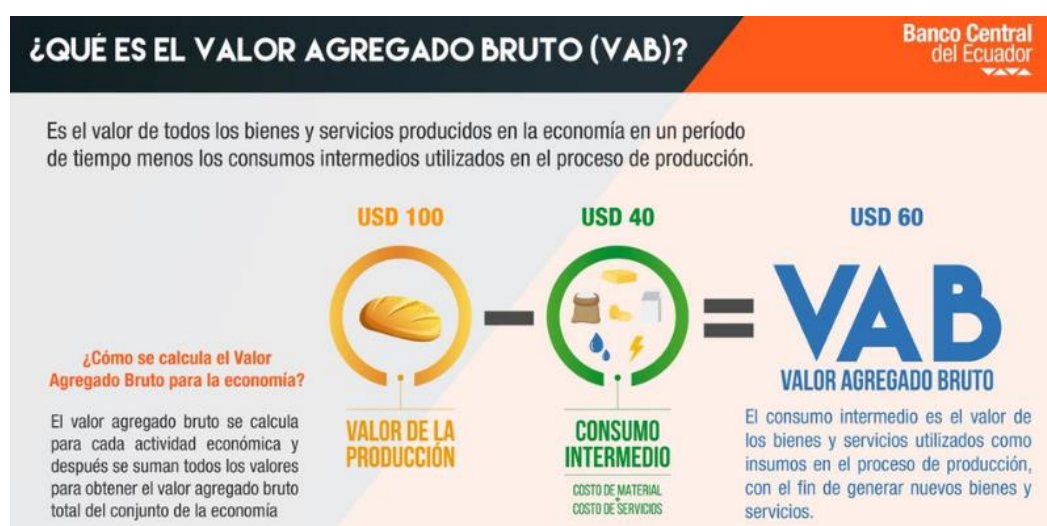 ¿QUÉ ES EL VALOR AGREGADO BRUTO (VAB)?
Banco Central
del Ecuador
Es el valor de todos los bienes y servicios producidos en la economía en un período
de tiempo menos los consumos intermedios utilizados en el proceso de producción.
USD 100
USD 40
USD 60
VAB
VALOR AGREGADO BRUTO
¿Cómo se calcula el Valor
Agregado Bruto para la economía?
El valor agregado bruto se calcula
para cada actividad económica y
después se suman todos los valores
para obtener el valor agregado bruto
total del conjunto de la economía
VALOR DE LA
PRODUCCIÓN
CONSUMO
INTERMEDIO
COSTO DE MATERIAL
+
COSTO DE SERVICIOS
El consumo intermedio es el valor de
los bienes y servicios utilizados como
insumos en el proceso de producción,
con el fin de generar nuevos bienes y
servicios.